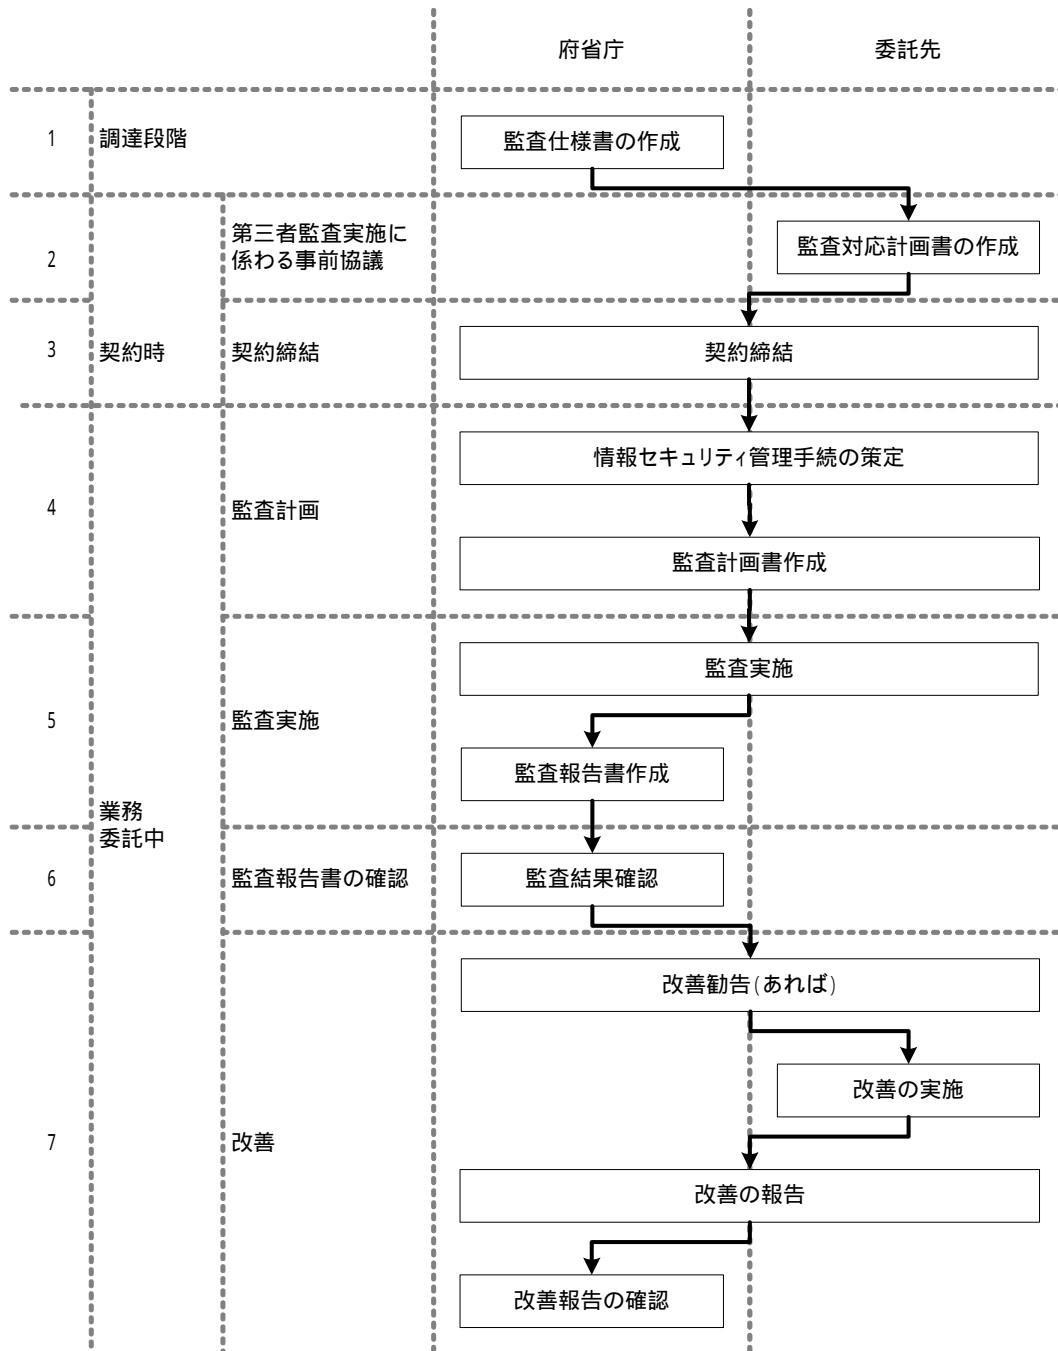 府省庁
委託先
1
調達段階
監査仕様書の作成
2
第三者監査実施に
係わる事前協議
監査対応計画書の作成
3
契約時
契約締結
契約締結
4
監査計画
情報セキュリティ管理手続の策定
監査計画書作成
5
監査実施
監査実施
監査報告書作成
業務
委託中
6
監査報告書の確認
監査結果確認
7
改善
改善勧告(あれば)
改善の実施
改善の報告
改善報告の確認